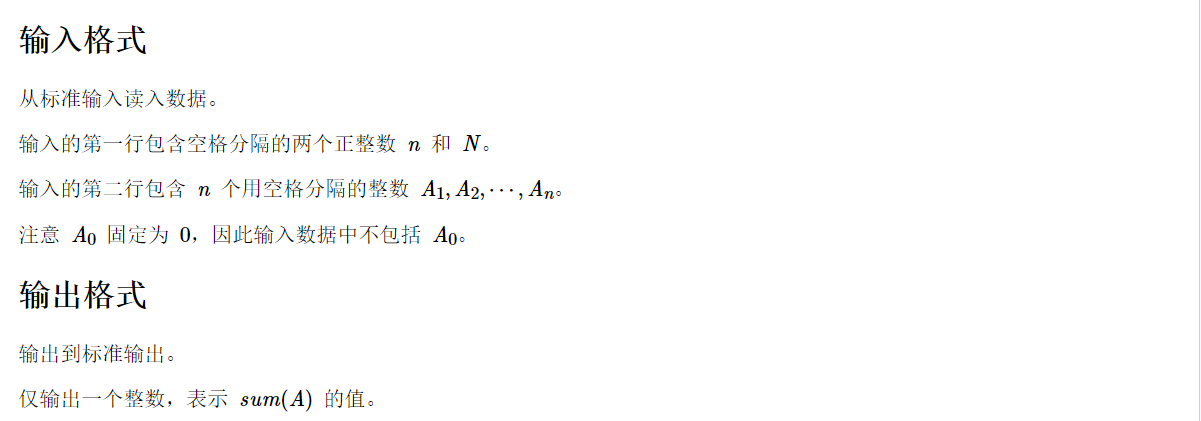 输入格式
从标准输入读入数据。
输入的第一行包含空格分隔的两个正整数 n 和 N。
输入的第二行包含 n 个用空格分隔的整数 A₁, A₂, ⋯, Aₙ。
注意 A₀ 固定为 0，因此输入数据中不包括 A₀。
输出格式
输出到标准输出。
仅输出一个整数，表示 sum(A) 的值。